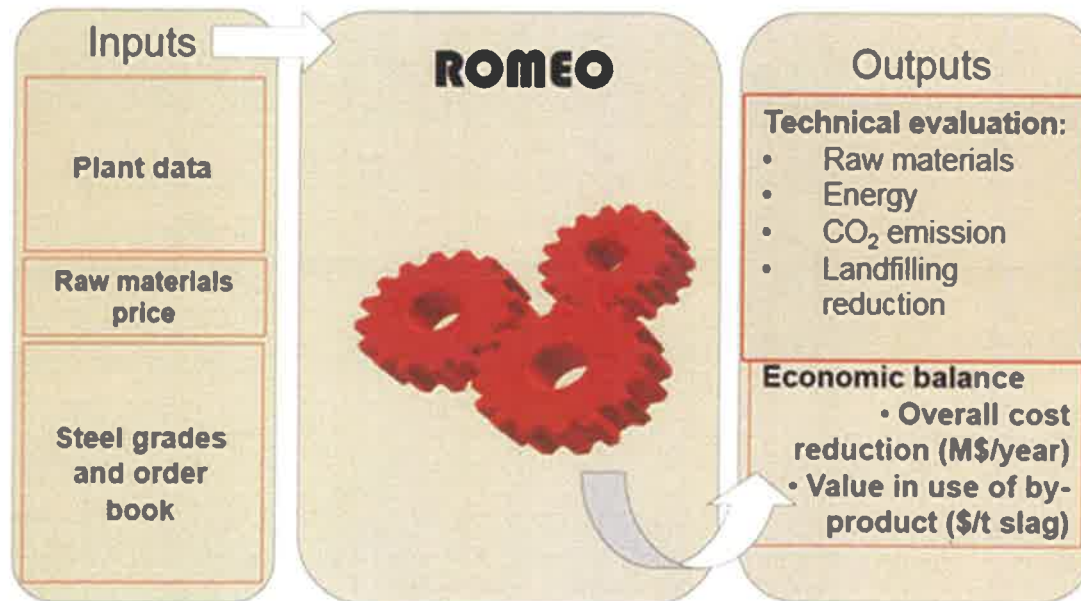 Inputs
Plant data
Raw materials
price
Steel grades
and order
book
ROMEO
Outputs
Technical evaluation:
• Raw materials
• Energy
• CO₂ emission
• Landfilling
reduction
Economic balance
• Overall cost
reduction (M$/year)
• Value in use of by-
product ($/t slag)